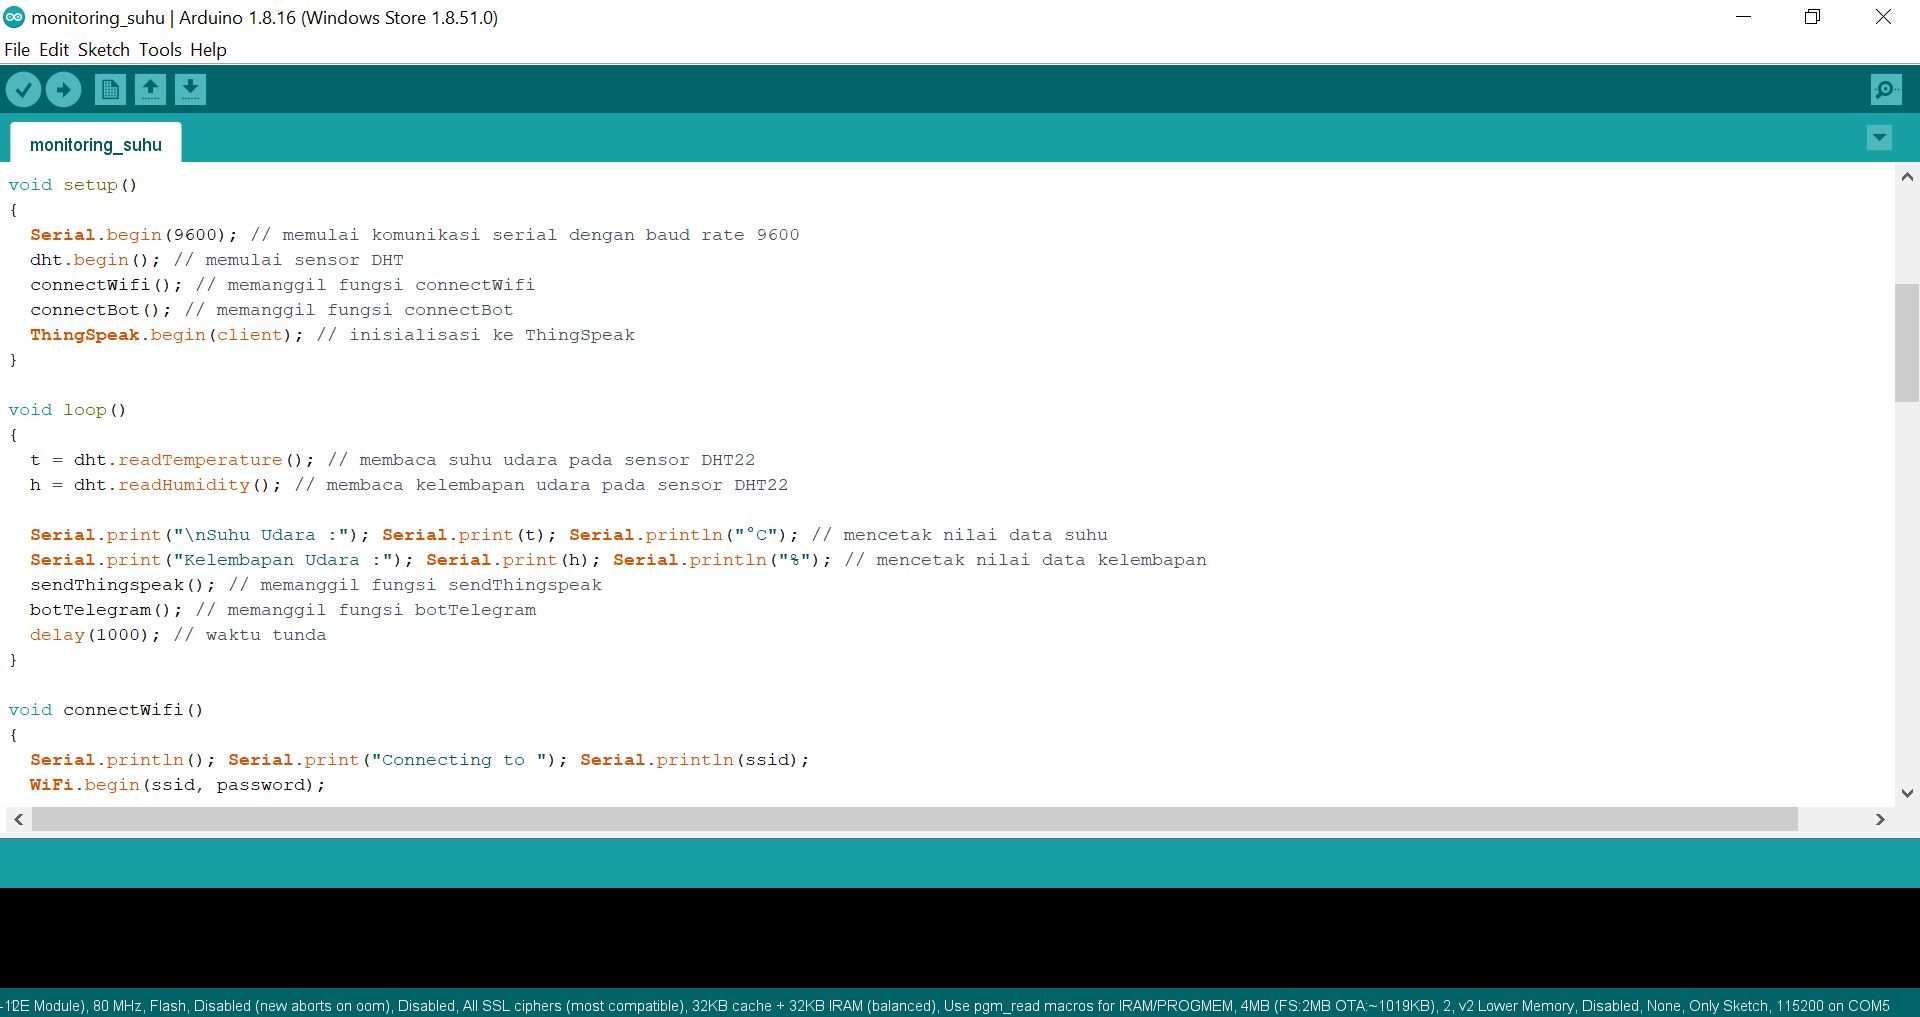 monitoring_suhu | Arduino 1.8.16 (Windows Store 1.8.51.0)
File Edit Sketch Tools Help
monitoring_suhu
void setup()
{
  Serial.begin(9600); // memulai komunikasi serial dengan baud rate 9600
  dht.begin(); // memulai sensor DHT
  connectWifi(); // memanggil fungsi connectWifi
  connectBot(); // memanggil fungsi connectBot
  ThingSpeak.begin(client); // inisialisasi ke ThingSpeak
}
void loop()
{
  t = dht.readTemperature(); // membaca suhu udara pada sensor DHT22
  h = dht.readHumidity(); // membaca kelembapan udara pada sensor DHT22
  Serial.print("\nSuhu Udara :"); Serial.print(t); Serial.println("°C"); // mencetak nilai data suhu
  Serial.print("Kelembapan Udara :"); Serial.print(h); Serial.println("%"); // mencetak nilai data kelembapan
  sendThingspeak(); // memanggil fungsi sendThingspeak
  botTelegram(); // memanggil fungsi botTelegram
  delay(1000); // waktu tunda
}
void connectWifi()
{
  Serial.println(); Serial.print("Connecting to "); Serial.println(ssid);
  WiFi.begin(ssid, password);
-12E Module), 80 MHz, Flash, Disabled (new aborts on oom), Disabled, All SSL ciphers (most compatible), 32KB cache + 32KB IRAM (balanced), Use pgm_read macros for IRAM/PROGMEM, 4MB (FS:2MB OTA:~1019KB), 2, v2 Lower Memory, Disabled, None, Only Sketch, 115200 on COM5